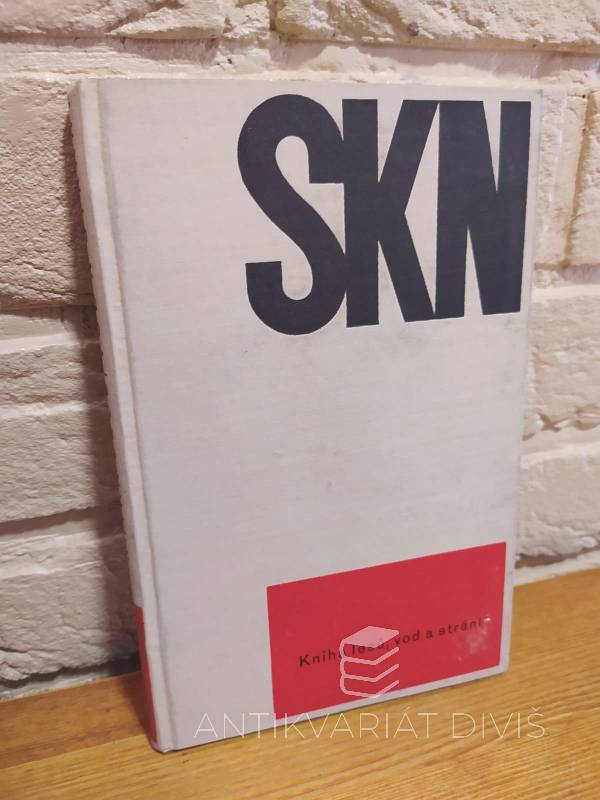 SKN
Kniha lesů, vod a strání
ANTIKVARIÁT DIVIŠ